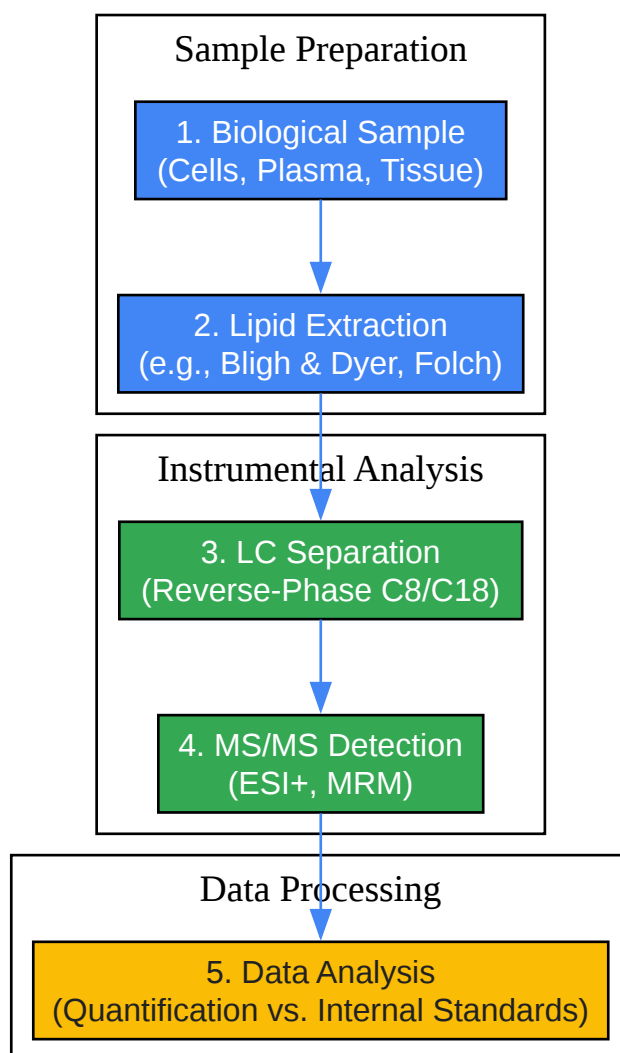 Sample Preparation
1. Biological Sample
(Cells, Plasma, Tissue)
2. Lipid Extraction
(e.g., Bligh & Dyer, Folch)
Instrumental Analysis
3. LC Separation
(Reverse-Phase C8/C18)
4. MS/MS Detection
(ESI+, MRM)
Data Processing
5. Data Analysis
(Quantification vs. Internal Standards)